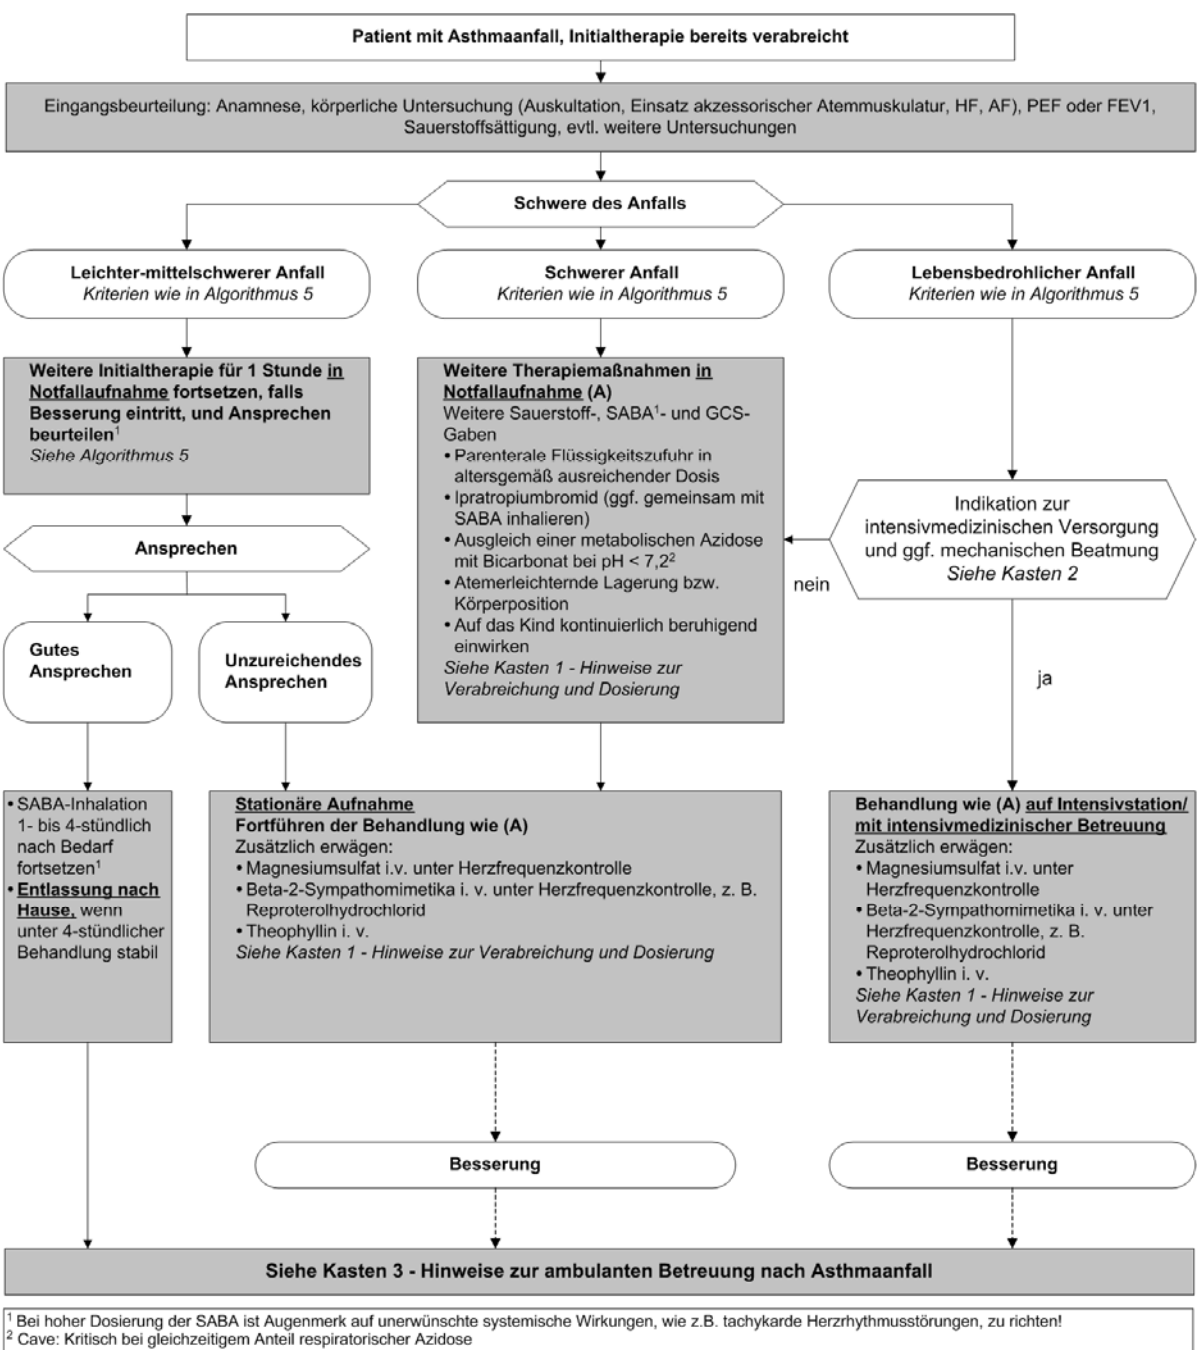 Patient mit Asthmaanfall, Initialtherapie bereits verabreicht
Eingangsbeurteilung: Anamnese, körperliche Untersuchung (Auskultation, Einsatz akzessorischer Atemmuskulatur, HF, AF), PEF oder FEV1,
Sauerstoffsättigung, evtl. weitere Untersuchungen
Schwere des Anfalls
Leichter-mittelschwerer Anfall
Kriterien wie in Algorithmus 5
Schwerer Anfall
Kriterien wie in Algorithmus 5
Lebensbedrohlicher Anfall
Kriterien wie in Algorithmus 5
Weitere Initialtherapie für 1 Stunde in
Notfallaufnahme fortsetzen, falls
Besserung eintritt, und Ansprechen
beurteilen¹
Siehe Algorithmus 5
Weitere Therapiemaßnahmen in
Notfallaufnahme (A)
Weitere Sauerstoff-, SABA¹- und GCS-
Gaben
• Parenterale Flüssigkeitszufuhr in
altersgemäß ausreichender Dosis
• Ipratropiumbromid (ggf. gemeinsam mit
SABA inhalieren)
• Ausgleich einer metabolischen Azidose
mit Bicarbonat bei pH < 7,2²
• Atemerleichternde Lagerung bzw.
Körperposition
• Auf das Kind kontinuierlich beruhigend
einwirken
Siehe Kasten 1 - Hinweise zur
Verabreichung und Dosierung
Indikation zur
intensivmedizinischen Versorgung
und ggf. mechanischen Beatmung
Siehe Kasten 2
nein
ja
Ansprechen
Gutes
Ansprechen
Unzureichendes
Ansprechen
• SABA-Inhalation
1- bis 4-stündlich
nach Bedarf
fortsetzen¹
• Entlassung nach
Hause, wenn
unter 4-stündlicher
Behandlung stabil
Stationäre Aufnahme
Fortführen der Behandlung wie (A)
Zusätzlich erwägen:
• Magnesiumsulfat i.v. unter Herzfrequenzkontrolle
• Beta-2-Sympathomimetika i. v. unter Herzfrequenzkontrolle, z. B.
Reproterolhydrochlorid
• Theophyllin i. v.
Siehe Kasten 1 - Hinweise zur Verabreichung und Dosierung
Behandlung wie (A) auf Intensivstation/
mit intensivmedizinischer Betreuung
Zusätzlich erwägen:
• Magnesiumsulfat i.v. unter
Herzfrequenzkontrolle
• Beta-2-Sympathomimetika i. v. unter
Herzfrequenzkontrolle, z. B.
Reproterolhydrochlorid
• Theophyllin i. v.
Siehe Kasten 1 - Hinweise zur
Verabreichung und Dosierung
Besserung
Besserung
Siehe Kasten 3 - Hinweise zur ambulanten Betreuung nach Asthmaanfall
¹ Bei hoher Dosierung der SABA ist Augenmerk auf unerwünschte systemische Wirkungen, wie z.B. tachykarde Herzrhythmusstörungen, zu richten!
² Cave: Kritisch bei gleichzeitigem Anteil respiratorischer Azidose